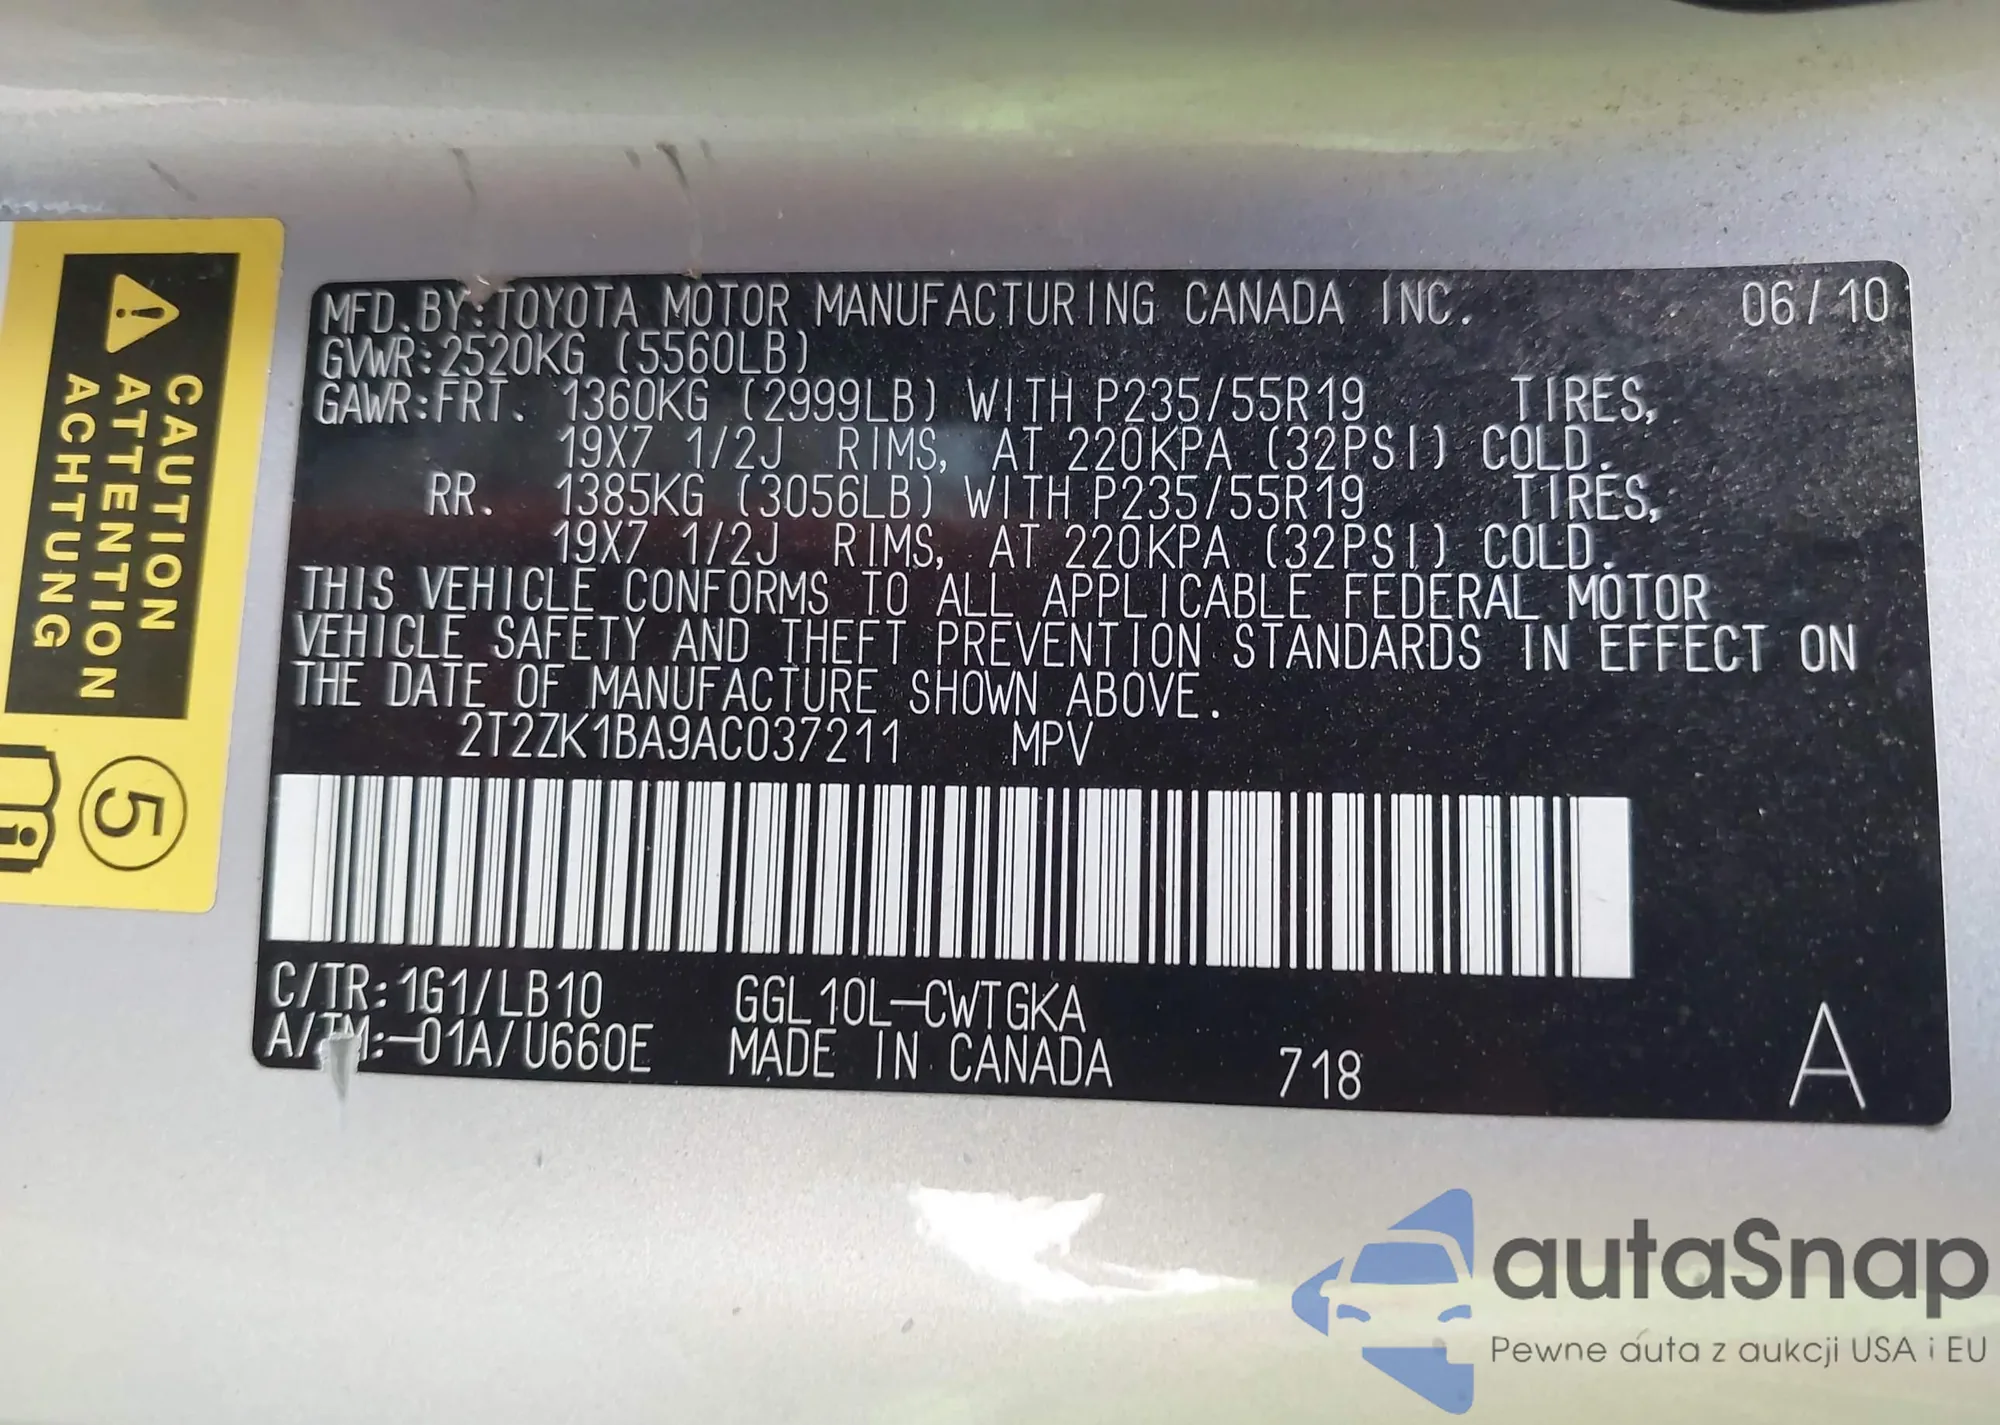 CAUTION
ATTENTION
ACHTUNG
5
i
MFD. BY: TOYOTA MOTOR MANUFACTURING CANADA INC. 06/10
GVWR: 2520KG (5560LB)
GAWR: FRT. 1360KG (2999LB) WITH P235/55R19 TIRES,
19X7 1/2J RIMS, AT 220KPA (32PSI) COLD.
RR. 1385KG (3056LB) WITH P235/55R19 TIRES,
19X7 1/2J RIMS, AT 220KPA (32PSI) COLD.
THIS VEHICLE CONFORMS TO ALL APPLICABLE FEDERAL MOTOR
VEHICLE SAFETY AND THEFT PREVENTION STANDARDS IN EFFECT ON
THE DATE OF MANUFACTURE SHOWN ABOVE.
2T2ZK1BA9AC037211 MPV
C/TR: 1G1/LB10 GGL10L-CWTGKA
A/TM: -01A/U660E MADE IN CANADA 718 A
autaSnap
Pewne auta z aukcji USA i EU